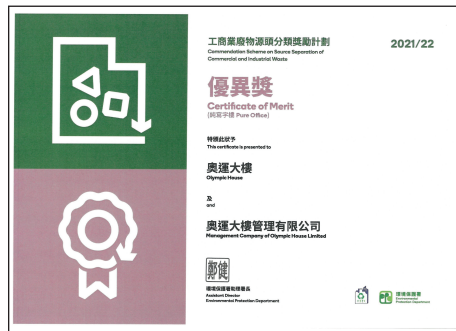 工商業廢物源頭分類獎勵計劃
Commendation Scheme on Source Separation of
Commercial and Industrial Waste
2021/22
優異獎
Certificate of Merit
(純寫字樓 Pure Office)
特頒此狀予
This certificate is presented to
奧運大樓
Olympic House
及
and
奧運大樓管理有限公司
Management Company of Olympic House Limited
環境保護署助理署長
Assistant Director
Environmental Protection Department
環境保護署
Environmental
Protection Department